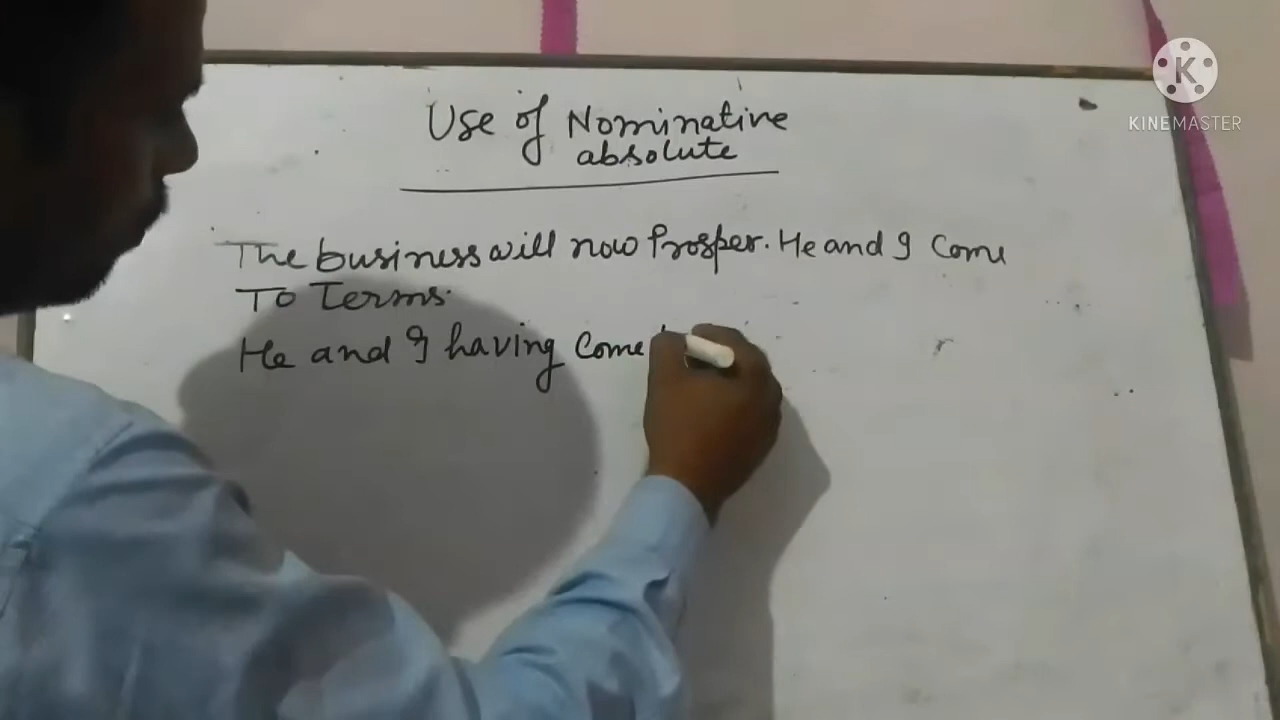 Use of Nominative
absolute
The business will now Prosper. He and I Come
To Terms.
He and I having Come
K
KINEMASTER